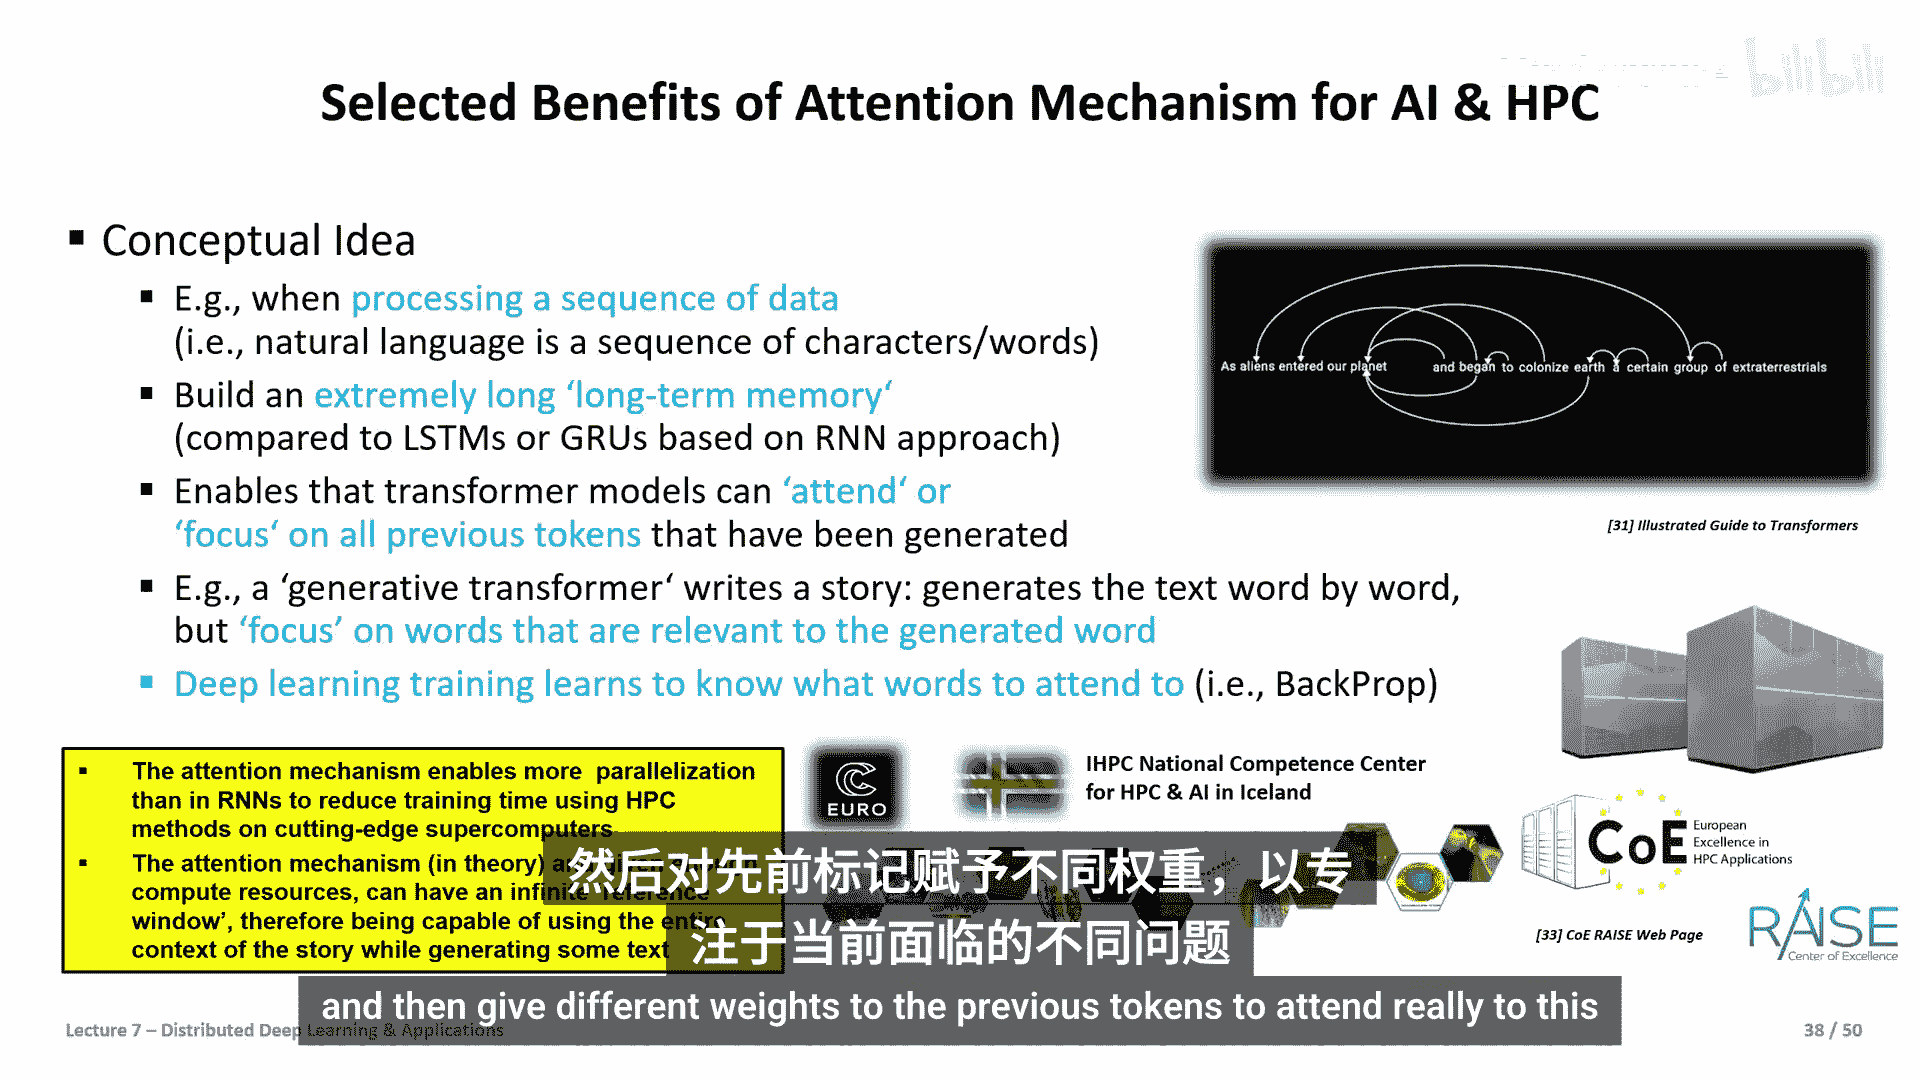 bilibili
Selected Benefits of Attention Mechanism for AI & HPC
▪ Conceptual Idea
▪ E.g., when processing a sequence of data
(i.e., natural language is a sequence of characters/words)
▪ Build an extremely long ‘long-term memory‘
(compared to LSTMs or GRUs based on RNN approach)
▪ Enables that transformer models can ‘attend‘ or
‘focus‘ on all previous tokens that have been generated
▪ E.g., a ‘generative transformer‘ writes a story: generates the text word by word,
but ‘focus’ on words that are relevant to the generated word
▪ Deep learning training learns to know what words to attend to (i.e., BackProp)
As aliens entered our planet and began to colonize earth a certain group of extraterrestrials
[31] Illustrated Guide to Transformers
▪ The attention mechanism enables more parallelization
than in RNNs to reduce training time using HPC
methods on cutting-edge supercomputers
▪ The attention mechanism (in theory)
compute resources, can have an infinite ‘reference
window’, therefore being capable of using the entire
context of the story while generating some text
EURO
IHPC National Competence Center
for HPC & AI in Iceland
CoE European
Excellence in
HPC Applications
[33] CoE RAISE Web Page
RAISE
Center of Excellence
然后对先前标记赋予不同权重，以专
注于当前面临的不同问题
and then give different weights to the previous tokens to attend really to this
Lecture 7 – Distributed Deep Learning & Applications
38 / 50